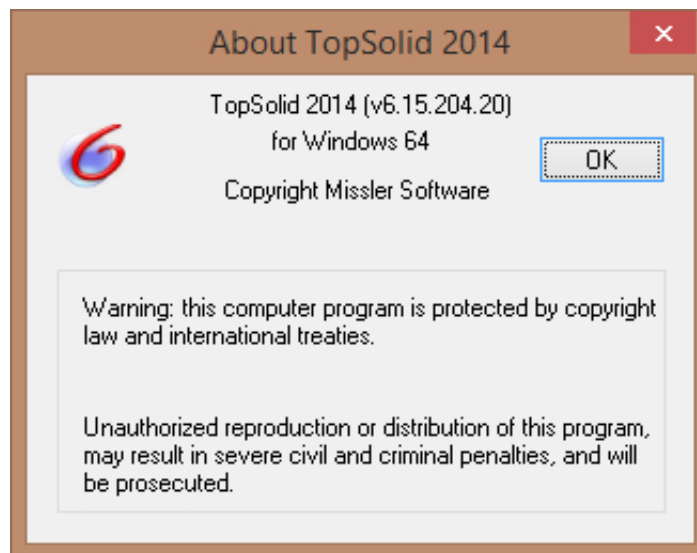 About TopSolid 2014
TopSolid 2014 (v6.15.204.20)
for Windows 64
OK
Copyright Missler Software
6
Warning: this computer program is protected by copyright
law and international treaties.
Unauthorized reproduction or distribution of this program,
may result in severe civil and criminal penalties, and will
be prosecuted.